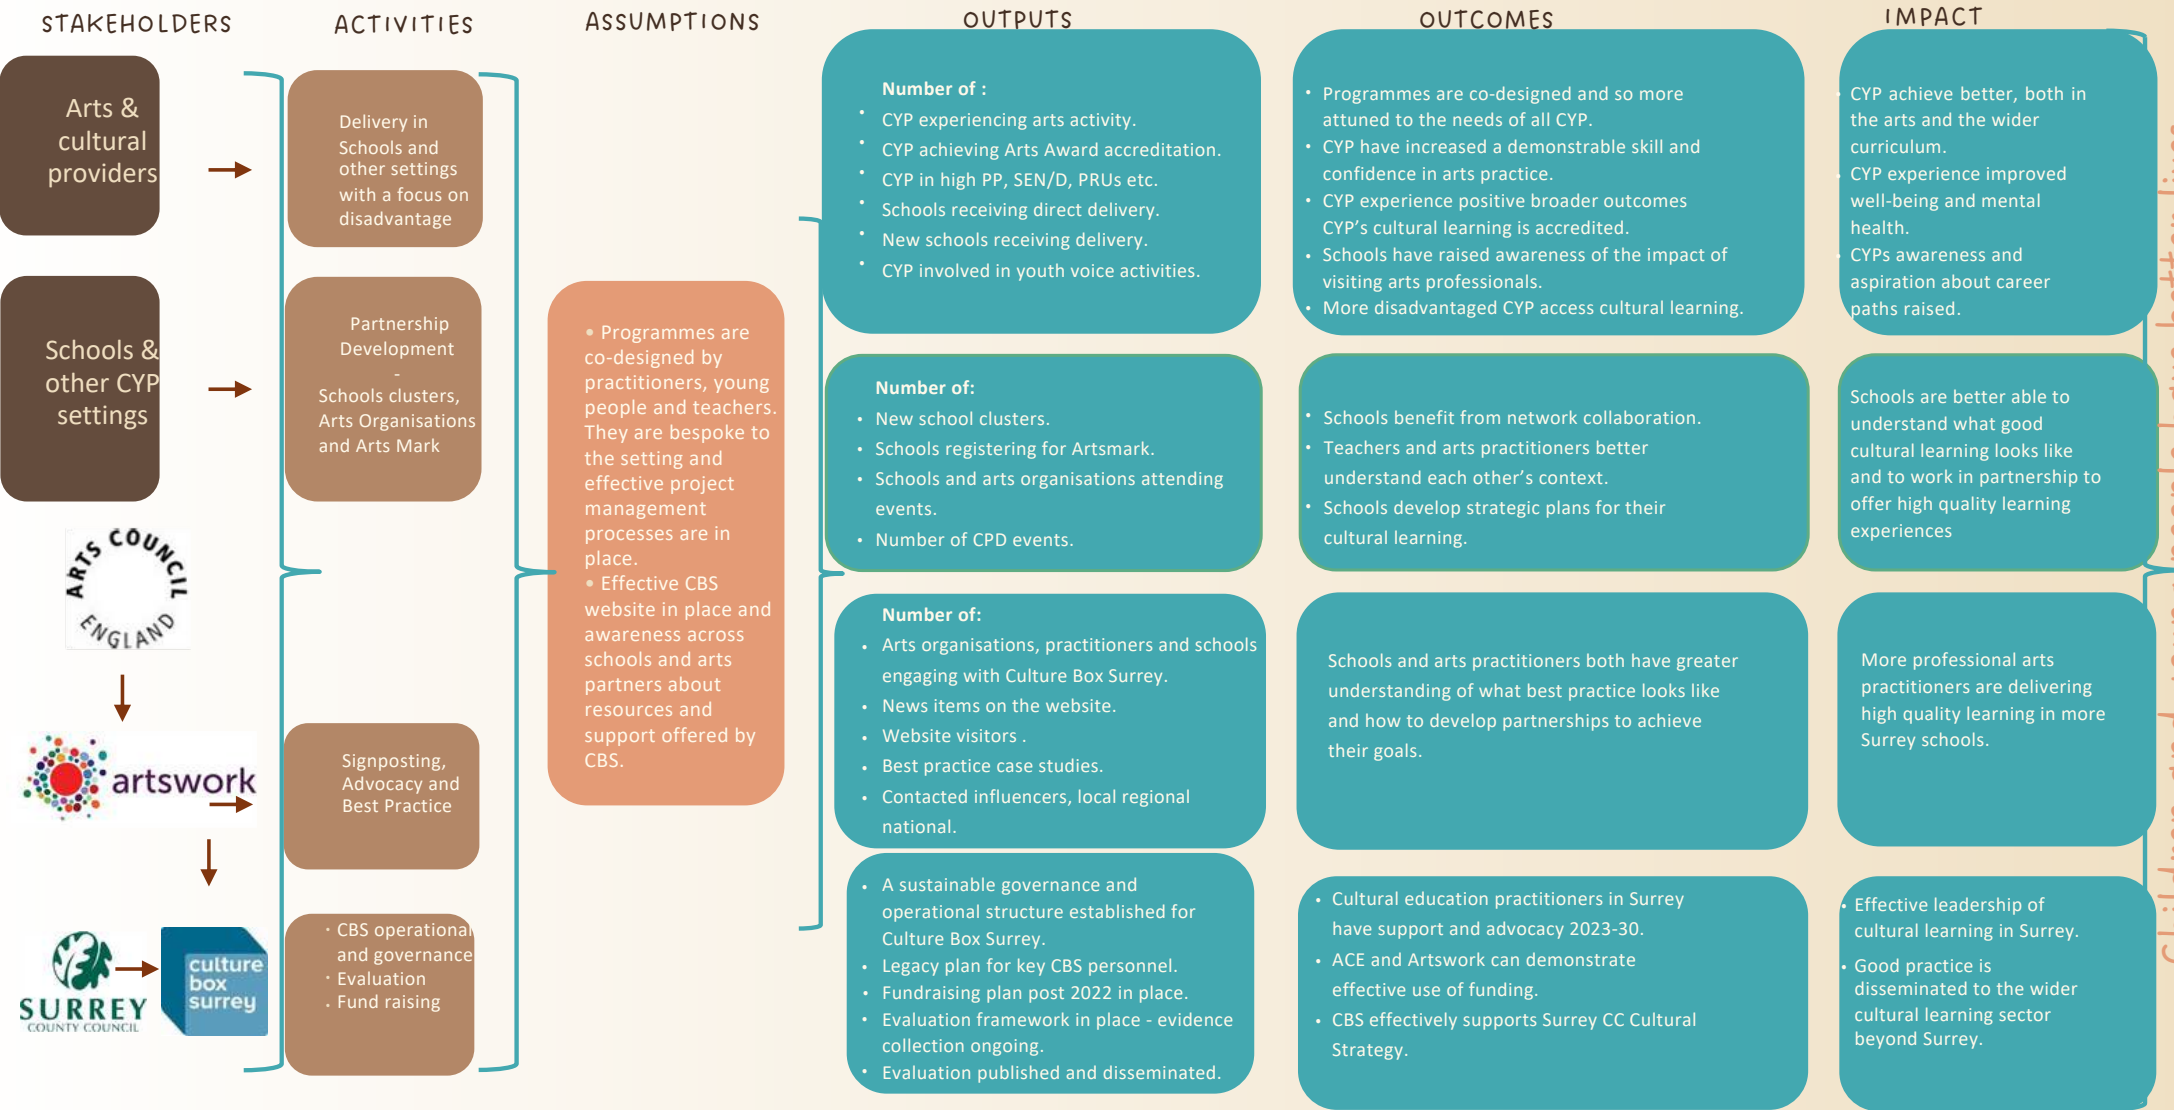 STAKEHOLDERS
ACTIVITIES
ASSUMPTIONS
OUTPUTS
OUTCOMES
IMPACT
Arts &
cultural
providers
Schools &
other CYP
settings
ARTS COUNCIL
ENGLAND
artswork
SURREY
COUNTY COUNCIL
culture
box
surrey
Delivery in
Schools and
other settings
with a focus on
disadvantage
Partnership
Development
-
Schools clusters,
Arts Organisations
and Arts Mark
Signposting,
Advocacy and
Best Practice
· CBS operational
and governance
· Evaluation
. Fund raising
• Programmes are
co-designed by
practitioners, young
people and teachers.
They are bespoke to
the setting and
effective project
management
processes are in
place.
• Effective CBS
website in place and
awareness across
schools and arts
partners about
resources and
support offered by
CBS.
Number of :
• CYP experiencing arts activity.
• CYP achieving Arts Award accreditation.
• CYP in high PP, SEN/D, PRUs etc.
• Schools receiving direct delivery.
• New schools receiving delivery.
• CYP involved in youth voice activities.
Number of:
• New school clusters.
• Schools registering for Artsmark.
• Schools and arts organisations attending
events.
• Number of CPD events.
Number of:
• Arts organisations, practitioners and schools
engaging with Culture Box Surrey.
• News items on the website.
• Website visitors .
• Best practice case studies.
• Contacted influencers, local regional
national.
• A sustainable governance and
operational structure established for
Culture Box Surrey.
• Legacy plan for key CBS personnel.
• Fundraising plan post 2022 in place.
• Evaluation framework in place - evidence
collection ongoing.
• Evaluation published and disseminated.
• Programmes are co-designed and so more
attuned to the needs of all CYP.
• CYP have increased a demonstrable skill and
confidence in arts practice.
• CYP experience positive broader outcomes
CYP’s cultural learning is accredited.
• Schools have raised awareness of the impact of
visiting arts professionals.
• More disadvantaged CYP access cultural learning.
• Schools benefit from network collaboration.
• Teachers and arts practitioners better
understand each other’s context.
• Schools develop strategic plans for their
cultural learning.
Schools and arts practitioners both have greater
understanding of what best practice looks like
and how to develop partnerships to achieve
their goals.
• Cultural education practitioners in Surrey
have support and advocacy 2023-30.
• ACE and Artswork can demonstrate
effective use of funding.
• CBS effectively supports Surrey CC Cultural
Strategy.
• CYP achieve better, both in
the arts and the wider
curriculum.
• CYP experience improved
well-being and mental
health.
• CYPs awareness and
aspiration about career
paths raised.
Schools are better able to
understand what good
cultural learning looks like
and to work in partnership to
offer high quality learning
experiences
More professional arts
practitioners are delivering
high quality learning in more
Surrey schools.
• Effective leadership of
cultural learning in Surrey.
• Good practice is
disseminated to the wider
cultural learning sector
beyond Surrey.